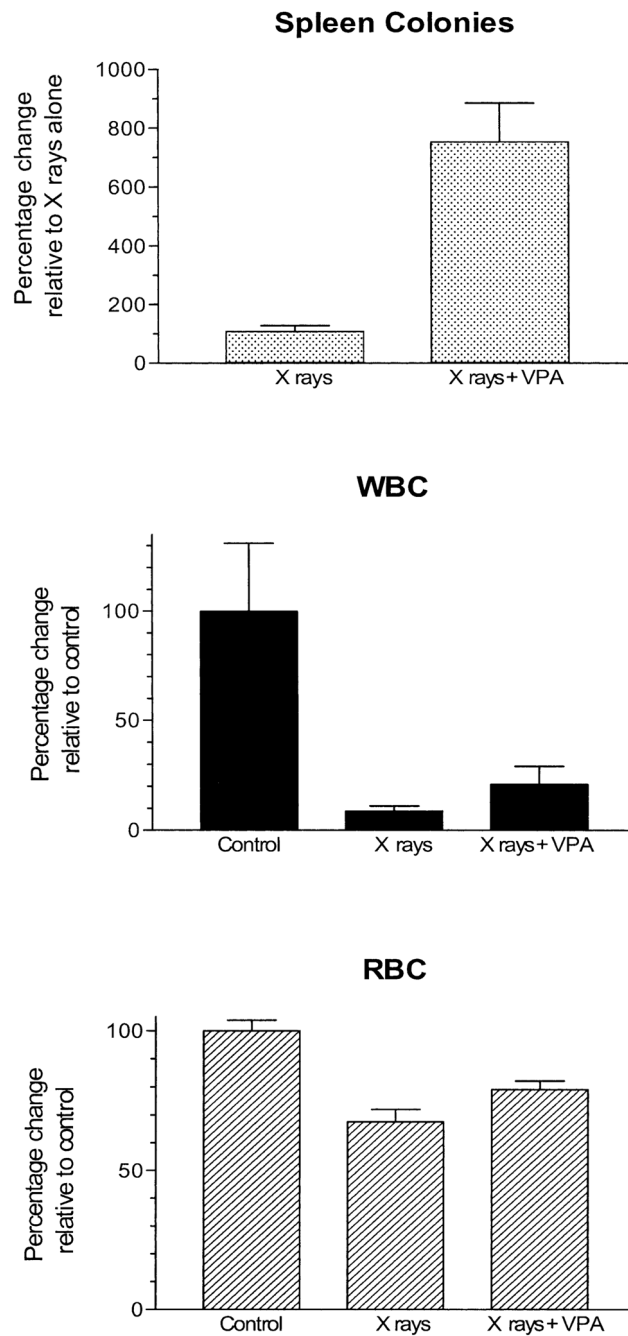 Spleen Colonies
Percentage change
relative to X rays alone
1000
800
600
400
200
0
X rays
X rays + VPA
WBC
Percentage change
relative to control
100
50
0
Control
X rays
X rays + VPA
RBC
Percentage change
relative to control
100
50
0
Control
X rays
X rays + VPA